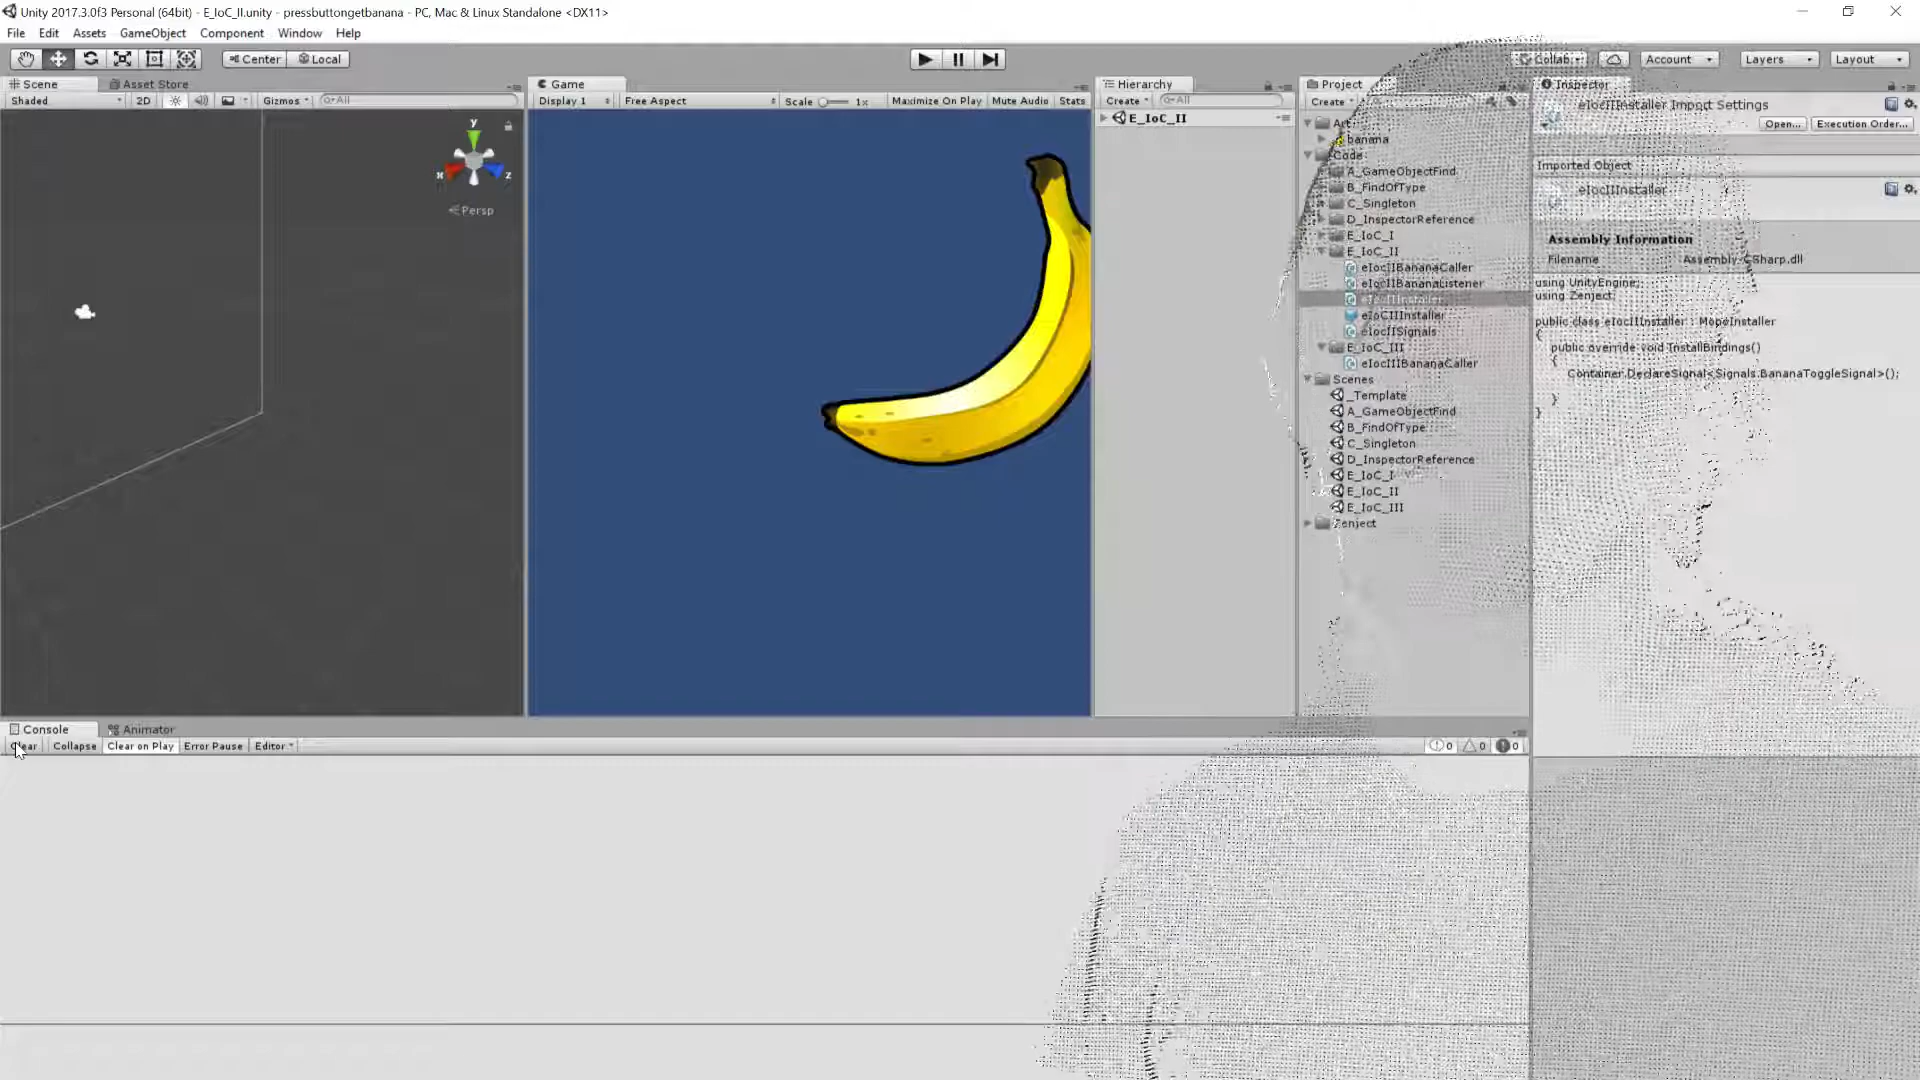 Unity 2017.3.0f3 Personal (64bit) - E_IoC_II.unity - pressbuttongetbanana - PC, Mac & Linux Standalone <DX11>
File Edit Assets GameObject Component Window Help
Center Local Collab Account Layers Layout
Scene Asset Store
Shaded 2D Gizmos All
y
x z
Persp
Game
Display 1 Free Aspect Scale 1x Maximize On Play Mute Audio Stats
Hierarchy
Create All
E_IoC_II
Project
Create
Art
banana
Code
A_GameObjectFind
B_FindOfType
C_Singleton
D_InspectorReference
E_IoC_I
E_IoC_II
eIocIIBananaCaller
eIocIIBananaListener
eIocIIInstaller
eIoCIIInstaller
eIocIISignals
E_IoC_III
eIocIIIBananaCaller
Scenes
_Template
A_GameObjectFind
B_FindOfType
C_Singleton
D_InspectorReference
E_IoC_I
E_IoC_II
E_IoC_III
Zenject
Inspector
eIocIIInstaller Import Settings
Open... Execution Order...
Imported Object
eIocIIInstaller
Assembly Information
Filename Assembly-CSharp.dll
using UnityEngine;
using Zenject;
public class eIocIIInstaller : MonoInstaller
{
public override void InstallBindings()
{
Container.DeclareSignal<Signals.BananaToggleSignal>();
}
}
Console Animator
Clear Collapse Clear on Play Error Pause Editor 0 0 0